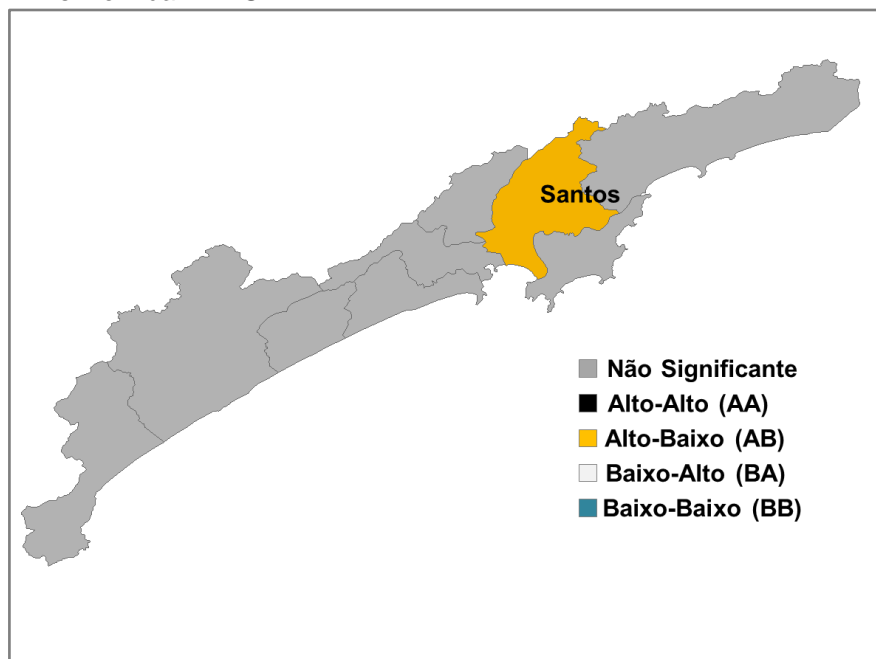 Santos
Não Significante
Alto-Alto (AA)
Alto-Baixo (AB)
Baixo-Alto (BA)
Baixo-Baixo (BB)